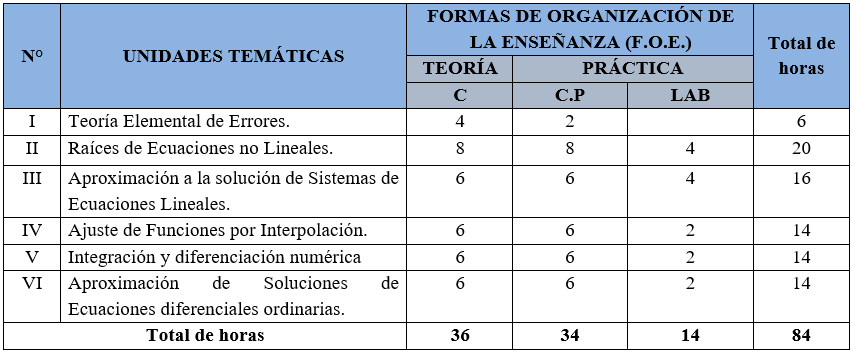 N° UNIDADES TEMÁTICAS FORMAS DE ORGANIZACIÓN DE
LA ENSEÑANZA (F.O.E.) Total de
horas
TEORÍA PRÁCTICA
C C.P LAB
I Teoría Elemental de Errores. 4 2 6
II Raíces de Ecuaciones no Lineales. 8 8 4 20
III Aproximación a la solución de Sistemas de 6 6 4 16
Ecuaciones Lineales.
IV Ajuste de Funciones por Interpolación. 6 6 2 14
V Integración y diferenciación numérica 6 6 2 14
VI Aproximación de Soluciones de 6 6 2 14
Ecuaciones diferenciales ordinarias.
Total de horas 36 34 14 84